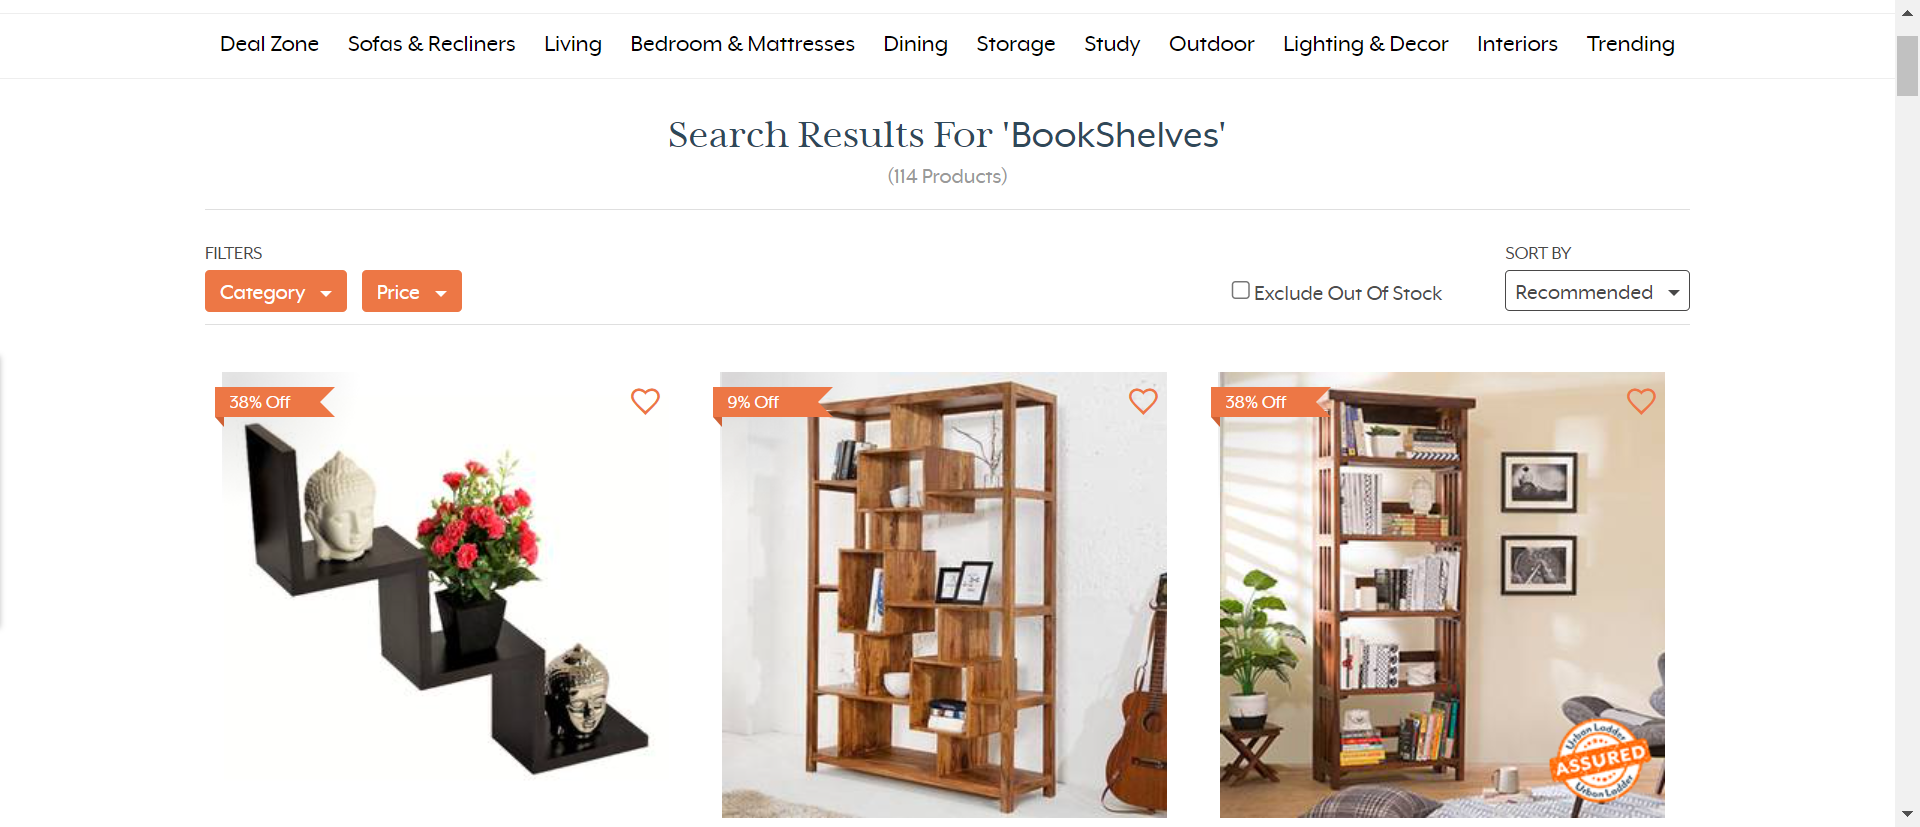 Deal Zone Sofas & Recliners Living Bedroom & Mattresses Dining Storage Study Outdoor Lighting & Decor Interiors Trending
Search Results For 'BookShelves'
(114 Products)
FILTERS
SORT BY
Category Price
Exclude Out Of Stock
Recommended
38% Off
9% Off
38% Off
Urban Ladder
ASSURED
Urban Ladder